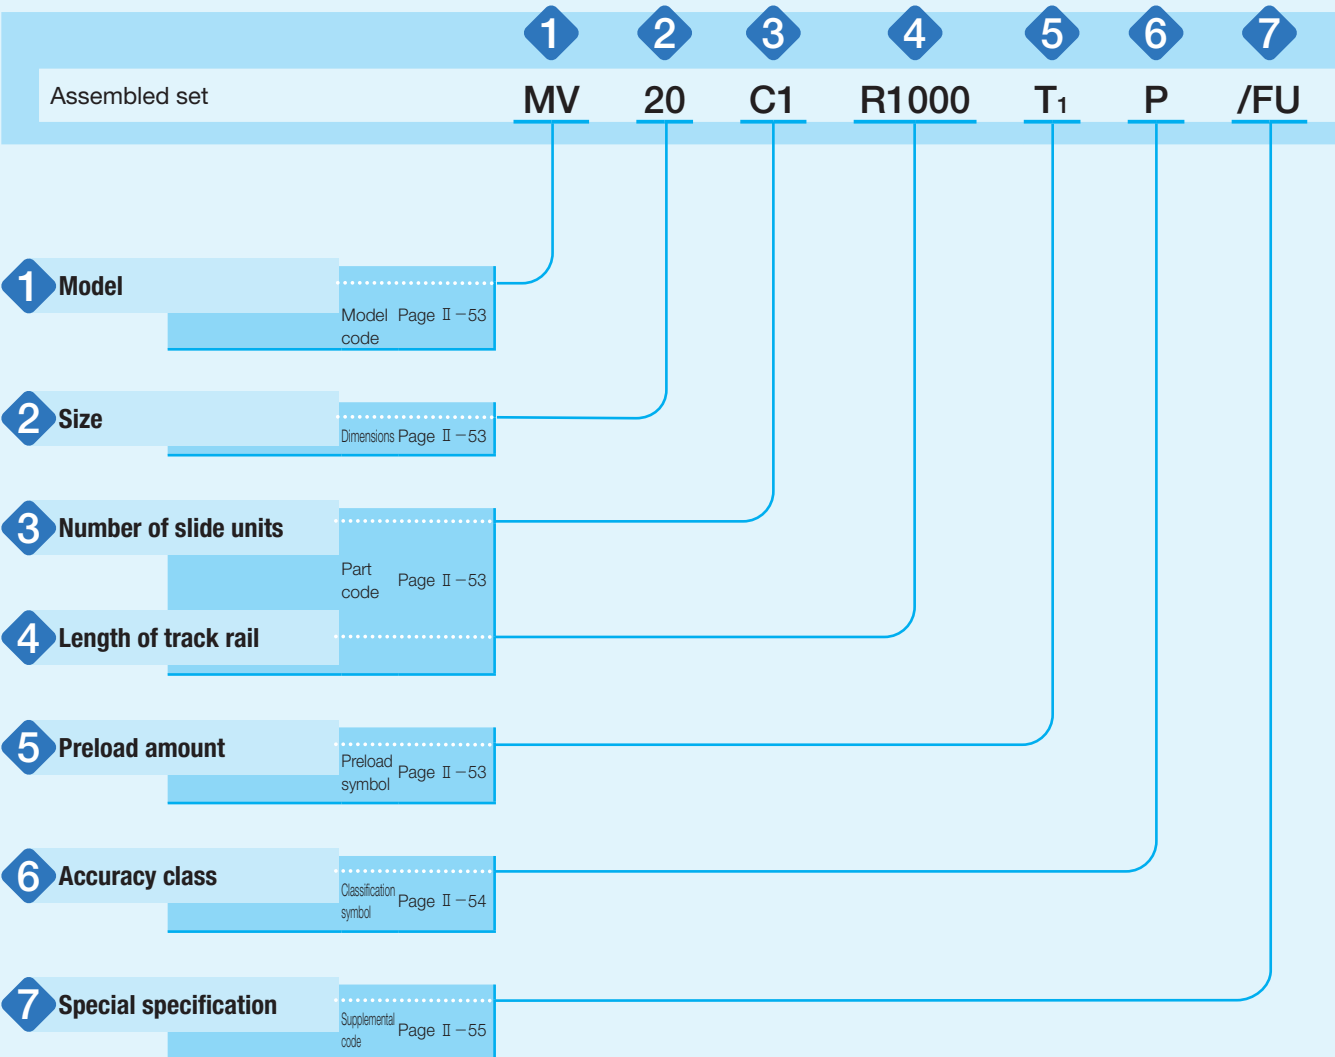 1 2 3 4 5 6 7
Assembled set MV 20 C1 R1000 T1 P /FU
1 Model
Model code Page Ⅱ－53
2 Size
Dimensions Page Ⅱ－53
3 Number of slide units
Part code Page Ⅱ－53
4 Length of track rail
5 Preload amount
Preload symbol Page Ⅱ－53
6 Accuracy class
Classification symbol Page Ⅱ－54
7 Special specification
Supplemental code Page Ⅱ－55